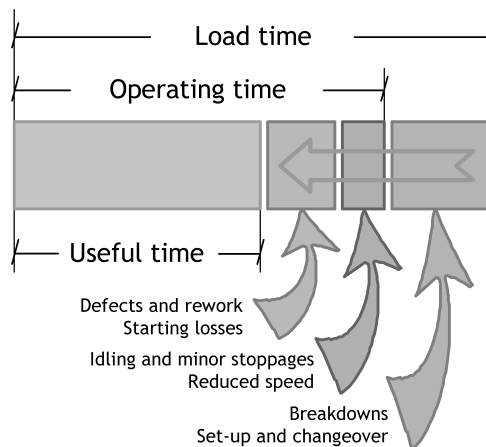 Load time
Operating time
Useful time
Defects and rework
Starting losses
Idling and minor stoppages
Reduced speed
Breakdowns
Set-up and changeover